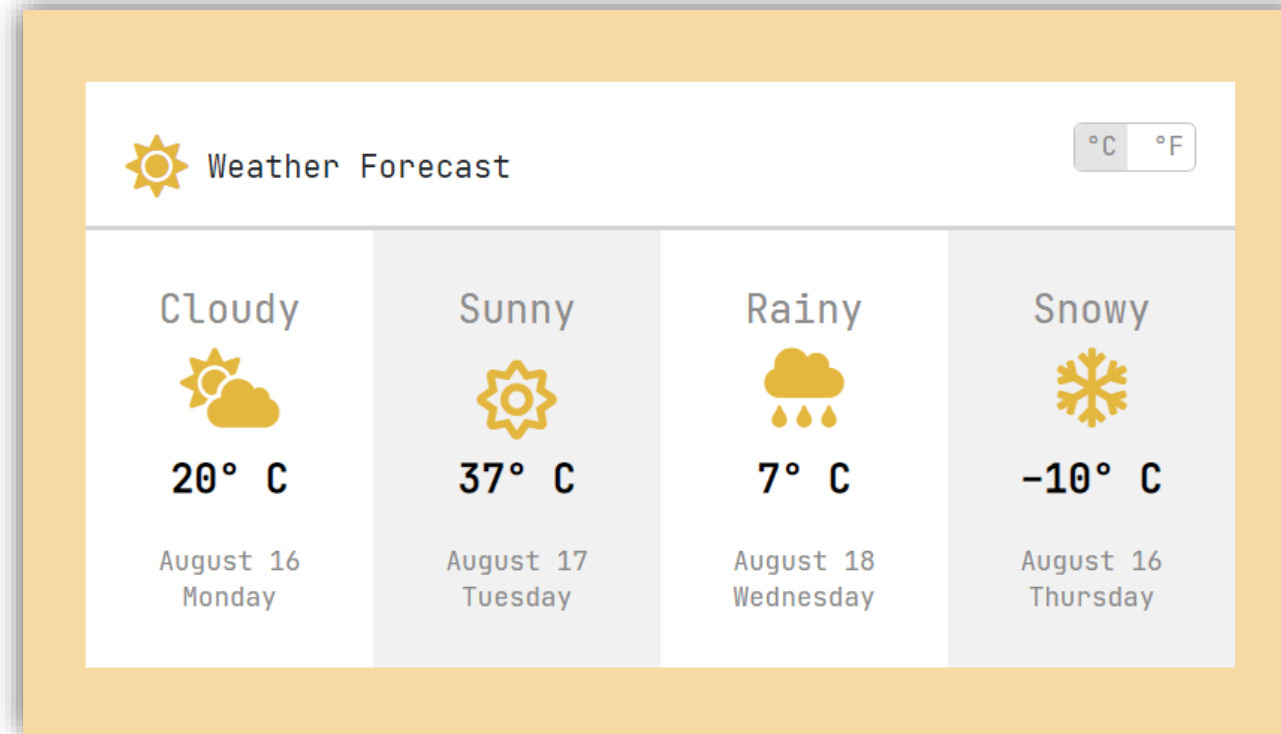 Weather Forecast
°C °F
Cloudy
20° C
August 16
Monday
Sunny
37° C
August 17
Tuesday
Rainy
7° C
August 18
Wednesday
Snowy
-10° C
August 16
Thursday